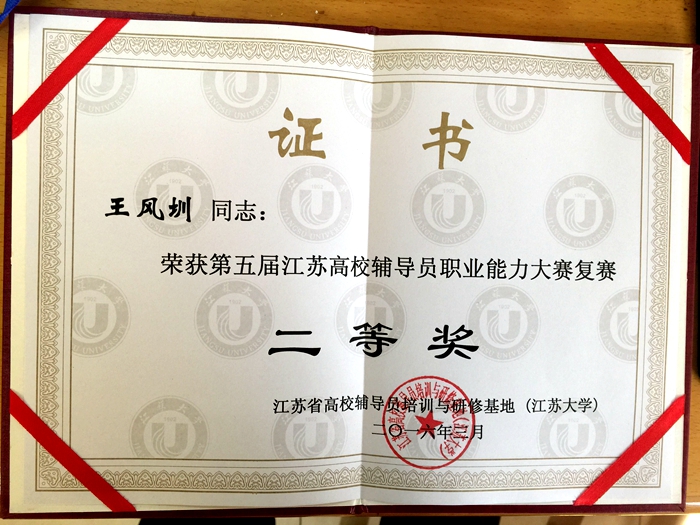 证书
王风圳 同志：
荣获第五届江苏高校辅导员职业能力大赛复赛
二等奖
江苏省高校辅导员培训与研修基地（江苏大学）
二〇一六年 月